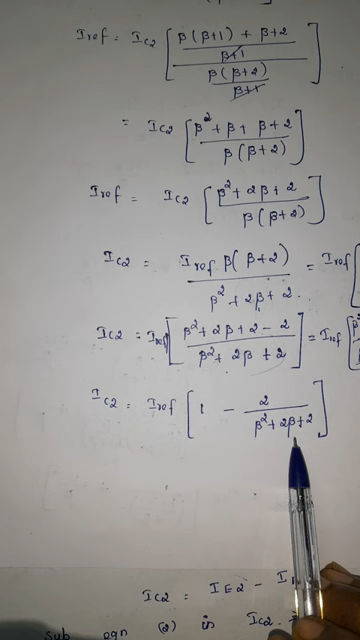 Iref = Ic2 [ (β(β+1) + β+2 / β+1) / (β(β+2) / β+1) ]
= Ic2 [ β² + β + β+2 / β(β+2) ]
Iref = Ic2 [ β² + 2β + 2 / β(β+2) ]
Ic2 = Iref β(β+2) / β² + 2β + 2 . = Iref [
Ic2 = Iref [ β² + 2β + 2 - 2 / β² + 2β + 2 ] = Iref [
Ic2 = Iref [ 1 - 2 / β² + 2β + 2 ]
Ic2 = IE2 - I
Sub eqn (2) in Ic2